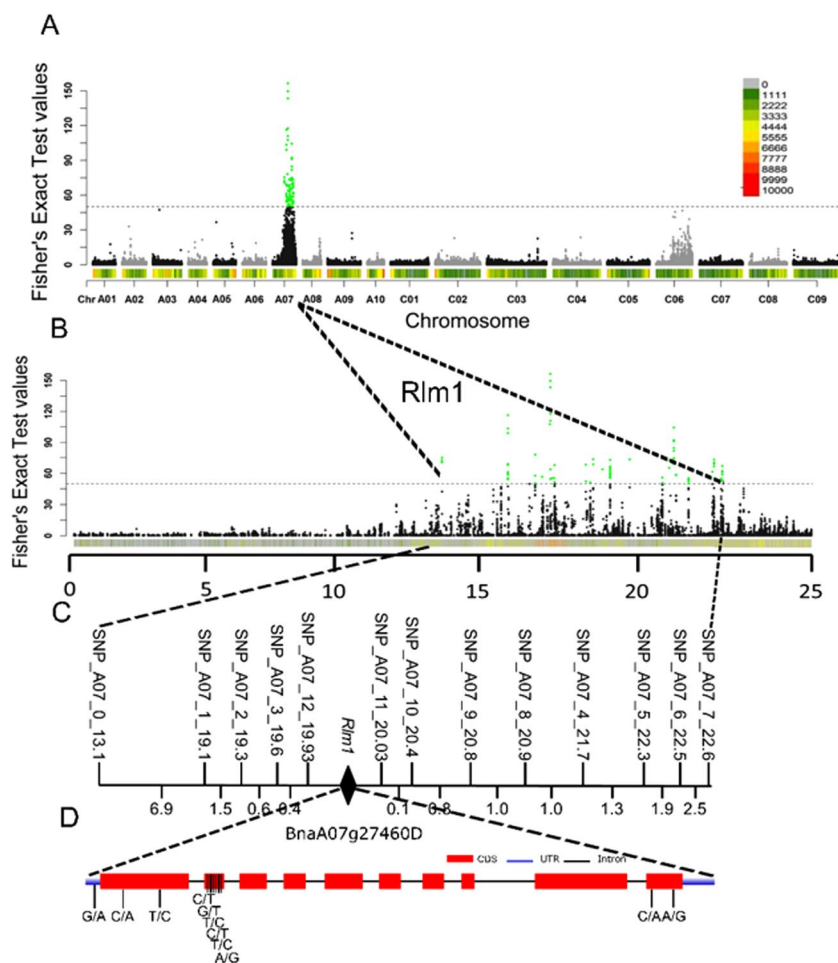 A
Fisher's Exact Test values
150
120
90
60
30
0
0
1111
2222
3333
4444
5555
6666
7777
8888
9999
10000
Chr A01 A02 A03 A04 A05 A06 A07 A08 A09 A10 C01 C02 C03 C04 C05 C06 C07 C08 C09
Chromosome
B
Fisher's Exact Test values
150
120
90
60
30
0
Rlm1
0 5 10 15 20 25
C
SNP_A07_0_13.1
SNP_A07_1_19.1
SNP_A07_2_19.3
SNP_A07_3_19.6
SNP_A07_12_19.93
Rlm1
SNP_A07_11_20.03
SNP_A07_10_20.4
SNP_A07_9_20.8
SNP_A07_8_20.9
SNP_A07_4_21.7
SNP_A07_5_22.3
SNP_A07_6_22.5
SNP_A07_7_22.6
6.9 1.5 0.6 0.4 0.1 0.8 1.0 1.0 1.3 1.9 2.5
D
BnaA07g27460D
CDS UTR Intron
G/A C/A T/C
C/T
G/T
T/C
C/T
T/C
A/G
C/AA/G